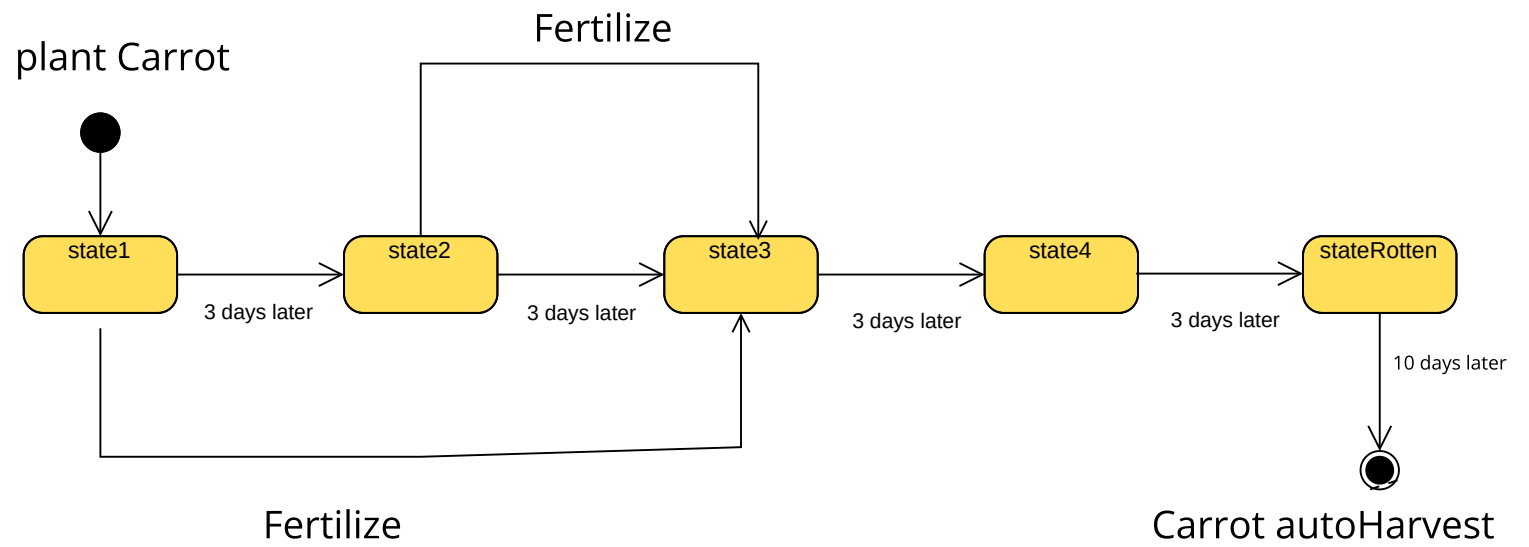 Fertilize
plant Carrot
state1
state2
state3
state4
stateRotten
3 days later
3 days later
3 days later
3 days later
10 days later
Fertilize
Carrot autoHarvest